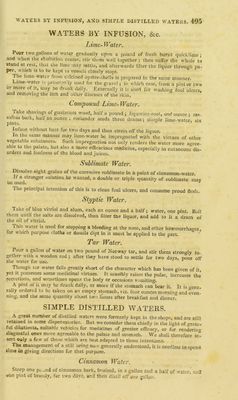 WATERS BY INFUSION, AND SIMPLE DISTILLED WATERS. 495
WATERS BY INFUSION, &c.
Lime-Water.
Pour two gallons of water gradually upon a pound of fresh burnt quicklime;
and when the ebullition ceases, stir them well together; then suffer the whole to
stand at rest, that the lime may settle, and afterwards filter the liquor through paper,
which is to be kept in vessels closely stopt.
The lime-water from calcined oyster-shells is prepared in the same manner.
Lime-water is principally used for the gravel; in which case, from a pint or two
or more of it, may be drunk daily. Externally it is used for washing foul ulcers,
and removing the itch and other diseases of the skin.
Compound Lime-Water.
Take shavings of guaiacum wood, half a pound; liquorice-root, one ounce; sassafras
bark, half an ounce; coriander seeds three drams; simple lime-water, six
pints.
Infuse without heat for two days and then strain off the liquor.
In the same manner may lime-water be impregnated with the virtues of other
vegetable substances. Such impregnation not only renders the water more agreeable
to the palate, but also a more efficacious medicine, especially in cutaneous disorders
and foulness of the blood and juices.
Sublimate Water.
Dissolve eight grains of the corrosive sublimate in a pint of cinnamon-water.
If a stronger solution be wanted, a double or triple quantity of sublimate may
be used.
The principal intention of this is to clean foul ulcers, and consume proud flesh.
Styptic Water.
Take of blue vitriol and alum, each an ounce and a half; water, one pint. Boil
them until the salts are dissolved, then filter the liquor, and add to it a dram of
the oil of vitriol.
This water is used for stopping a bleeding at the nose, and other hæmorrhages,
for which purpose cloths or dossils dipt in it must be applied to the part.
Tar Water.
Pour a gallon of water on two pound of Norway tar, and stir them strongly together
with a wooden rod; after they have stood to settle for two days, pour off
the water for use.
Though tar water falls greatly short of the character which has been given of it,
yet it possesses some medicinal virtues. It sensibly raises the pulse, increases the
secretions, and sometimes opens the body or occasions vomiting.
A pint of it may be drank daily, or more if the stomach can bear it. It is generally
ordered to be taken on an empty stomach, viz. four ounces morning and evening,
and the same quantity about two hours after breakfast and dinner.
SIMPLE DISTILLED WATERS.
A great number of distilled waters were formerly kept in the shops, and are still
retained in some dispensatories. But we consider them chiefly in the light of grateful
diluents, suitable vehicles for medicines of greater efficacy, or for rendering
disgustful ones more agreeable to the palate and stomach. We shall therefore insert
only a few of those which are best adapted to these intentions.
The management of a still being now generally understood, it is needless to spend
time in giving directions for that purpose.
Cinnamon Water.
Steep one pound of cinnamon bark, bruised, in a gallon and a half of water, and
one pint of brandy, for two days; and then distil off one gallon.